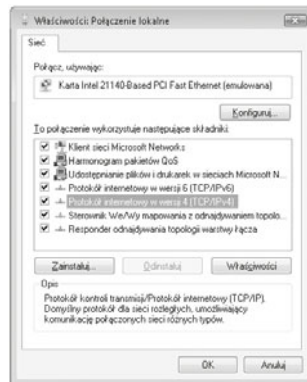 Właściwości: Połączenie lokalne
Sieć
Połącz, używając:
Karta Intel 21140-Based PCI Fast Ethernet (emulowana)
Konfiguruj...
To połączenie wykorzystuje następujące składniki:
Klient sieci Microsoft Networks
Harmonogram pakietów QoS
Udostępnianie plików i drukarek w sieciach Microsoft N...
Protokół internetowy w wersji 6 (TCP/IPv6)
Protokół internetowy w wersji 4 (TCP/IPv4)
Sterownik We/Wy mapowania z odnajdywaniem topolo...
Responder odnajdywania topologii warstwy łącza
Zainstaluj...
Odinstaluj
Właściwości
Opis
Protokół kontroli transmisji/Protokół internetowy (TCP/IP).
Domyślny protokół dla sieci rozległych, umożliwiający
komunikację połączonych sieci różnych typów.
OK
Anuluj